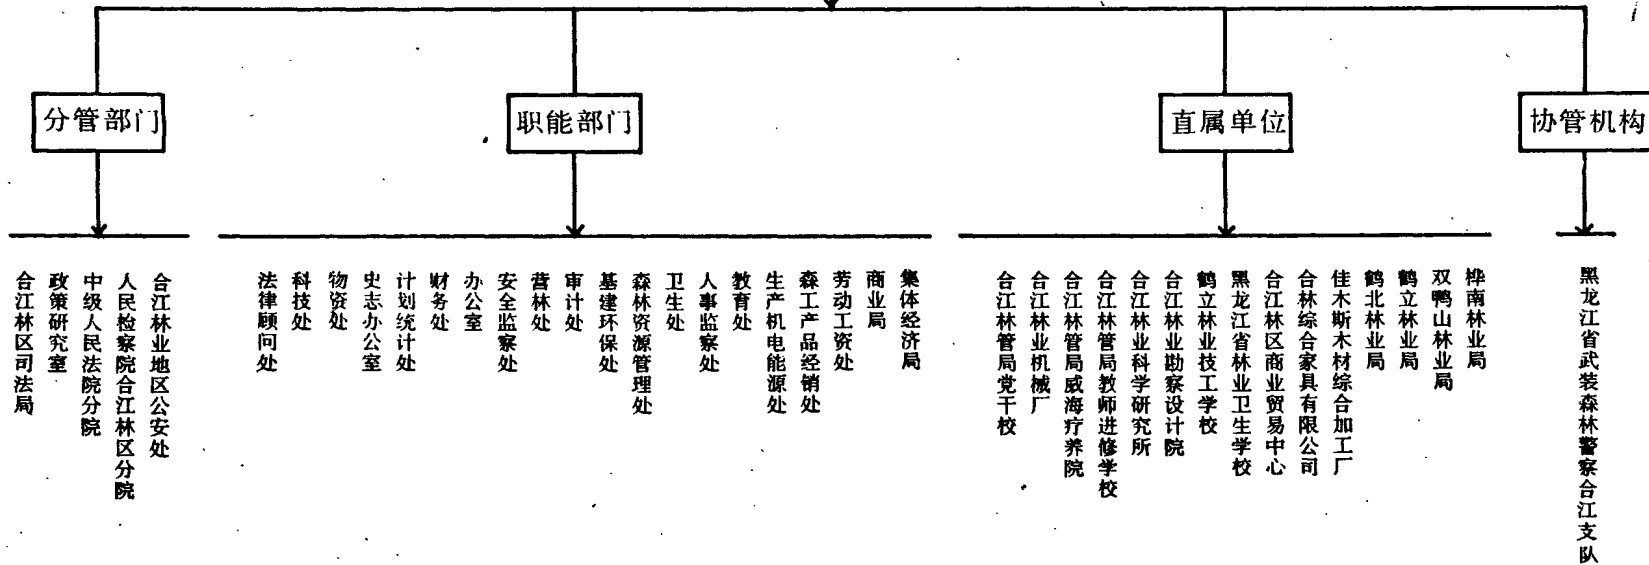 分管部门
职能部门
直属单位
协管机构
合江林区司法局
政策研究室
中级人民法院分院
人民检察院合江林区分院
合江林业地区公安处
法律顾问处
科技处
物资处
史志办公室
计划统计处
财务处
办公室
安全监察处
营林处
审计处
基建环保处
森林资源管理处
卫生处
人事监察处
教育处
生产机电能源处
森工产品经销处
劳动工资处
商业局
集体经济局
合江林管局党干校
合江林业机械厂
合江林管局威海疗养院
合江林管局教师进修学校
合江林业科学研究所
合江林业勘察设计院
鹤立林业技工学校
黑龙江省林业卫生学校
合江林区商业贸易中心
合林综合家具有限公司
佳木斯木材综合加工厂
鹤北林业局
鹤立林业局
双鸭山林业局
桦南林业局
黑龙江省武装森林警察合江支队